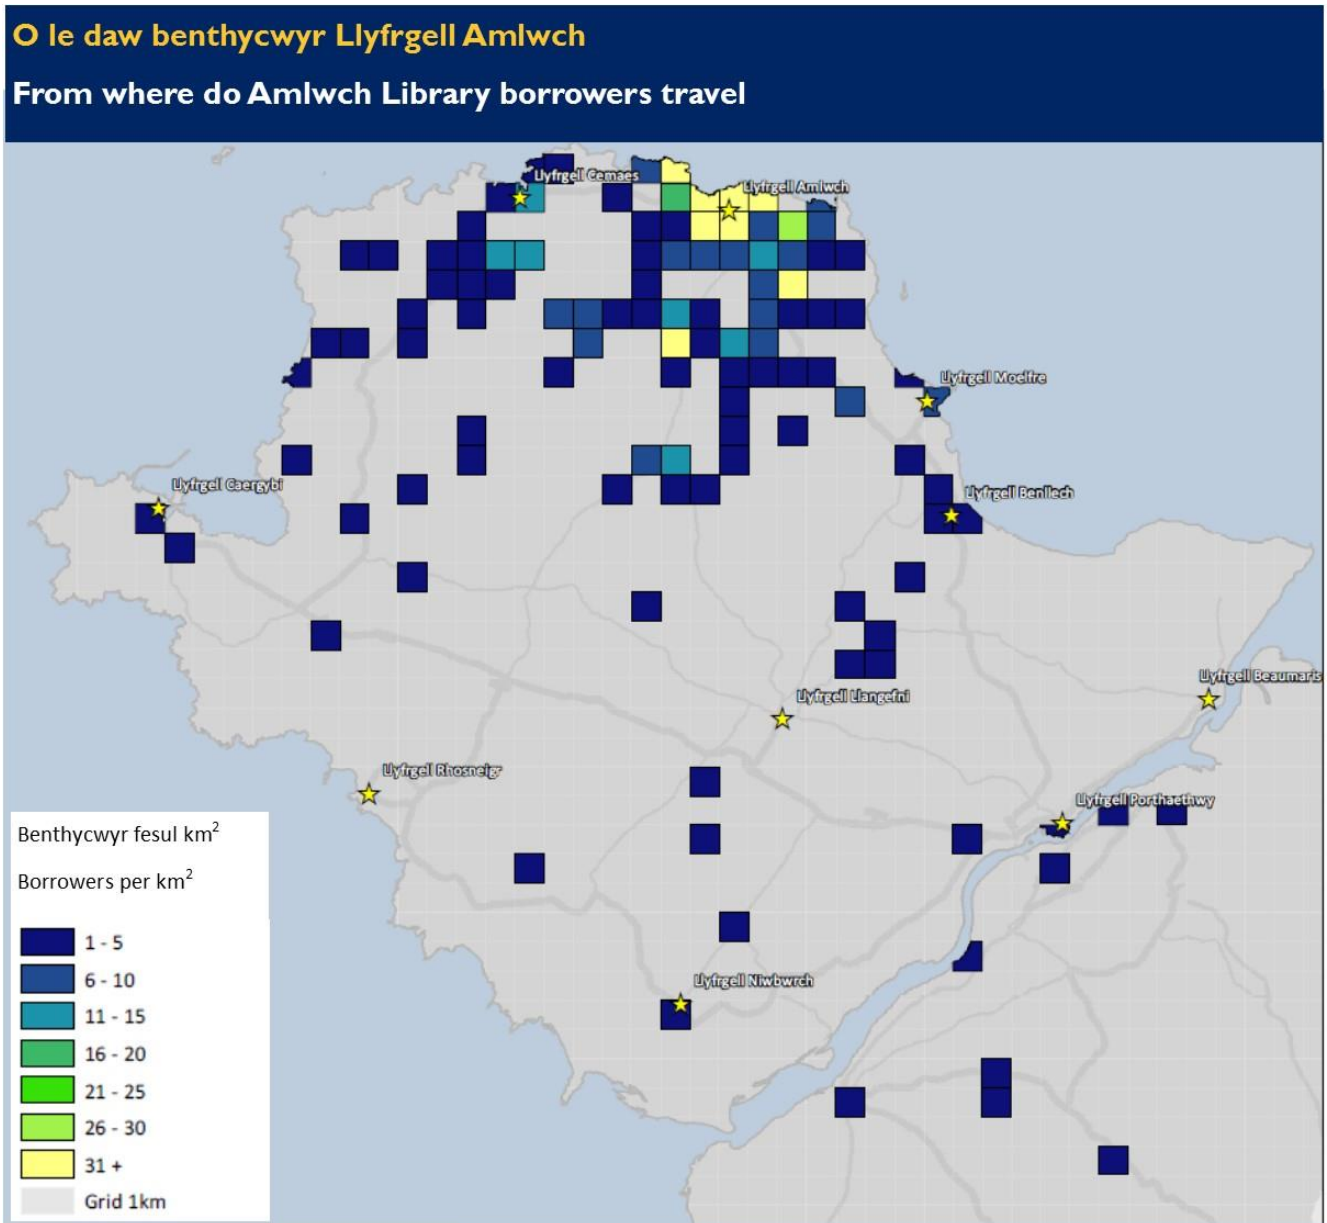 O le daw benthycwyr Llyfrgell Amlwch
From where do Amlwch Library borrowers travel
Llyfrgell Cemaes
Llyfrgell Amlwch
Llyfrgell Moelfre
Llyfrgell Caergybi
Llyfrgell Benllech
Llyfrgell Beaumaris
Llyfrgell Llangefni
Llyfrgell Rhosneigr
Llyfrgell Porthaethwy
Llyfrgell Niwbwrch
Benthycwyr fesul km²
Borrowers per km²
1 - 5
6 - 10
11 - 15
16 - 20
21 - 25
26 - 30
31 +
Grid 1km